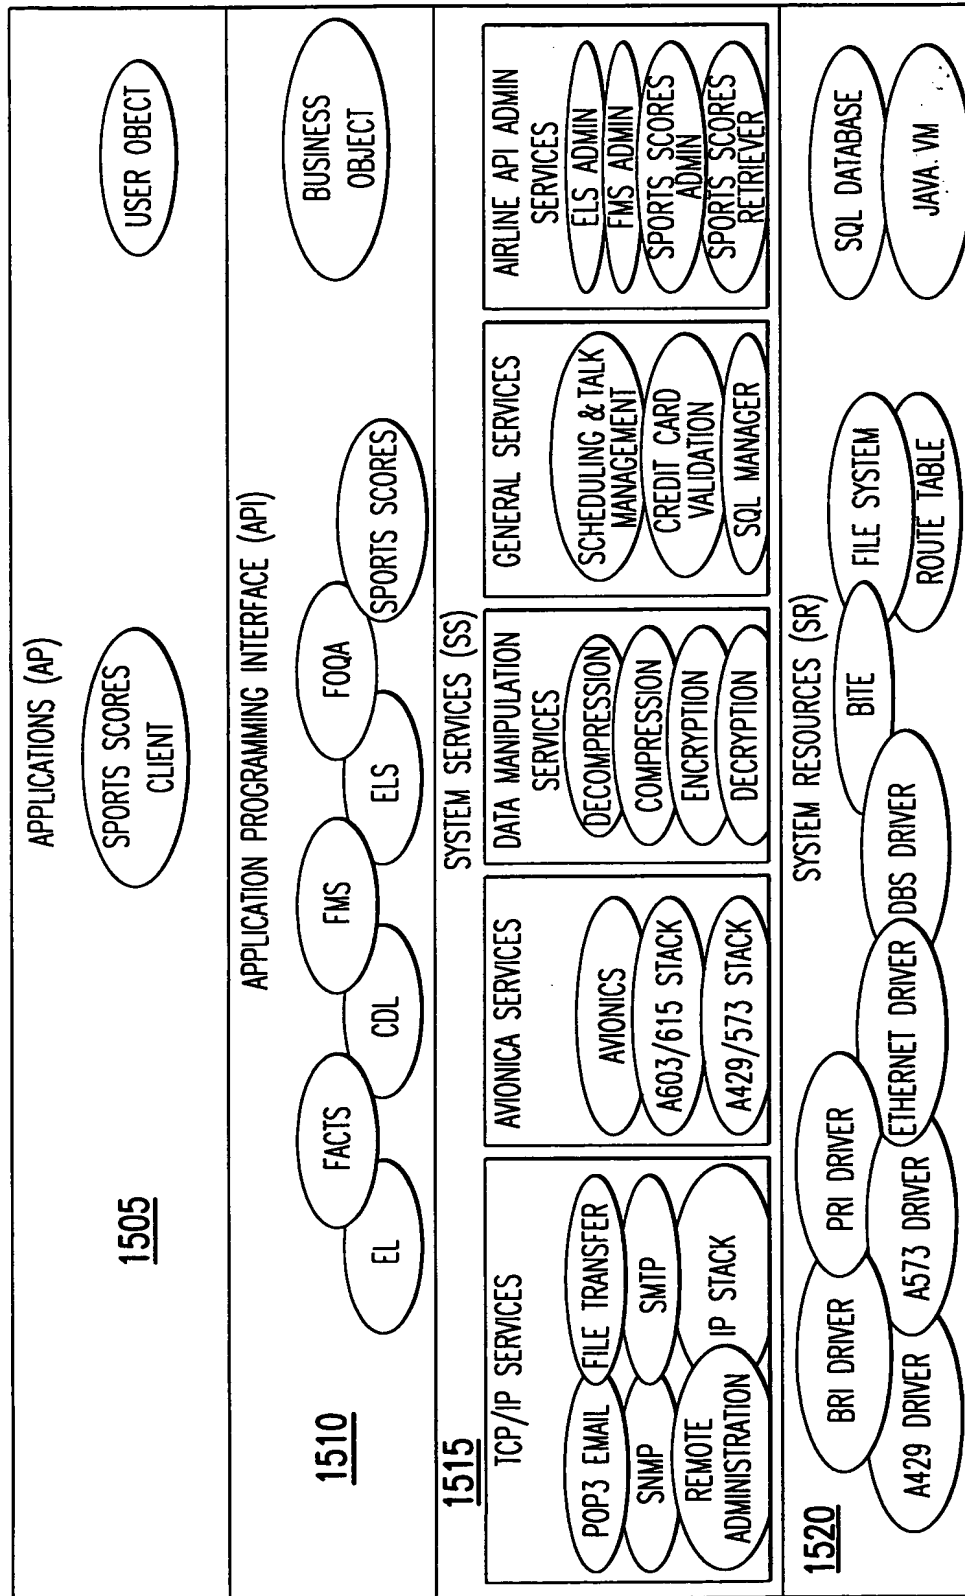 APPLICATIONS (AP)
SPORTS SCORES
CLIENT
USER OBECT
1505
APPLICATION PROGRAMMING INTERFACE (API)
1510
EL
FACTS
CDL
FMS
ELS
FOQA
SPORTS SCORES
BUSINESS
OBJECT
SYSTEM SERVICES (SS)
1515
TCP/IP SERVICES
POP3 EMAIL
FILE TRANSFER
SNMP
SMTP
REMOTE
ADMINISTRATION
IP STACK
AVIONICA SERVICES
AVIONICS
A603/615 STACK
A429/573 STACK
DATA MANIPULATION
SERVICES
DECOMPRESSION
COMPRESSION
ENCRYPTION
DECRYPTION
GENERAL SERVICES
SCHEDULING & TALK
MANAGEMENT
CREDIT CARD
VALIDATION
SQL MANAGER
AIRLINE API ADMIN
SERVICES
ELS ADMIN
FMS ADMIN
SPORTS SCORES
ADMIN
SPORTS SCORES
RETRIEVER
SYSTEM RESOURCES (SR)
1520
BRI DRIVER
PRI DRIVER
A429 DRIVER
A573 DRIVER
ETHERNET DRIVER
DBS DRIVER
BITE
FILE SYSTEM
ROUTE TABLE
SQL DATABASE
JAVA VM